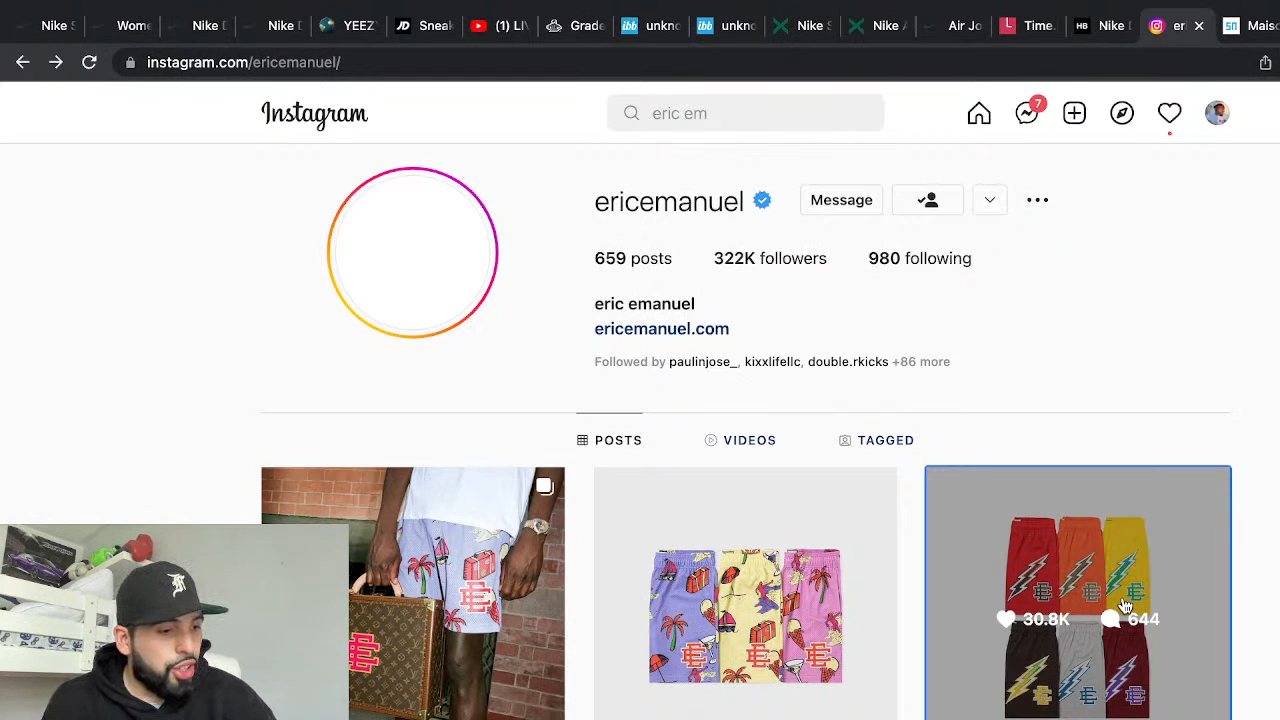 Nike S
Wome
Nike D
Nike D
YEEZ
Sneak
(1) LI
Grade
unkno
unkno
Nike S
Nike A
Air Jo
Time.
Nike D
er
Maiso
instagram.com/ericemanuel/
Instagram
eric em
7
ericemanuel
Message
659 posts
322K followers
980 following
eric emanuel
ericemanuel.com
Followed by paulinjose_, kixxlifellc, double.rkicks +86 more
POSTS
VIDEOS
TAGGED
30.8K
644